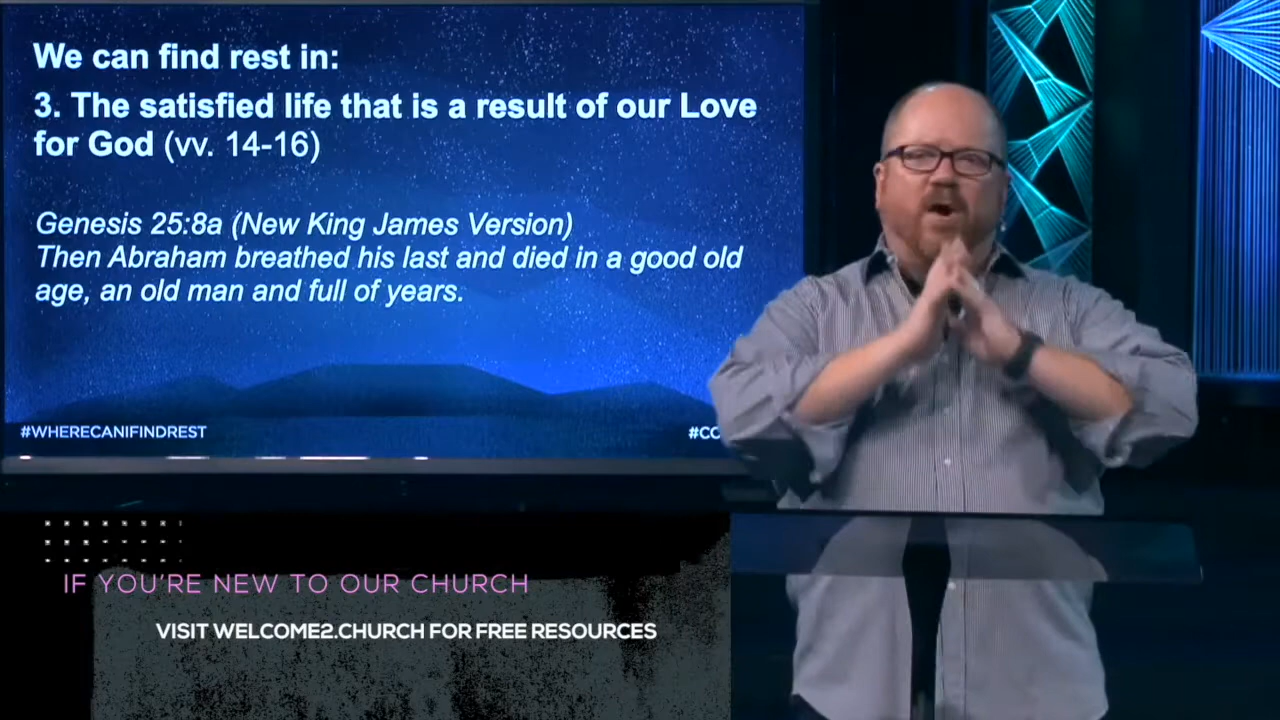 We can find rest in:
3. The satisfied life that is a result of our Love
for God (vv. 14-16)
Genesis 25:8a (New King James Version)
Then Abraham breathed his last and died in a good old
age, an old man and full of years.
#WHERECANIFINDREST
#CO
IF YOU'RE NEW TO OUR CHURCH
VISIT WELCOME2.CHURCH FOR FREE RESOURCES